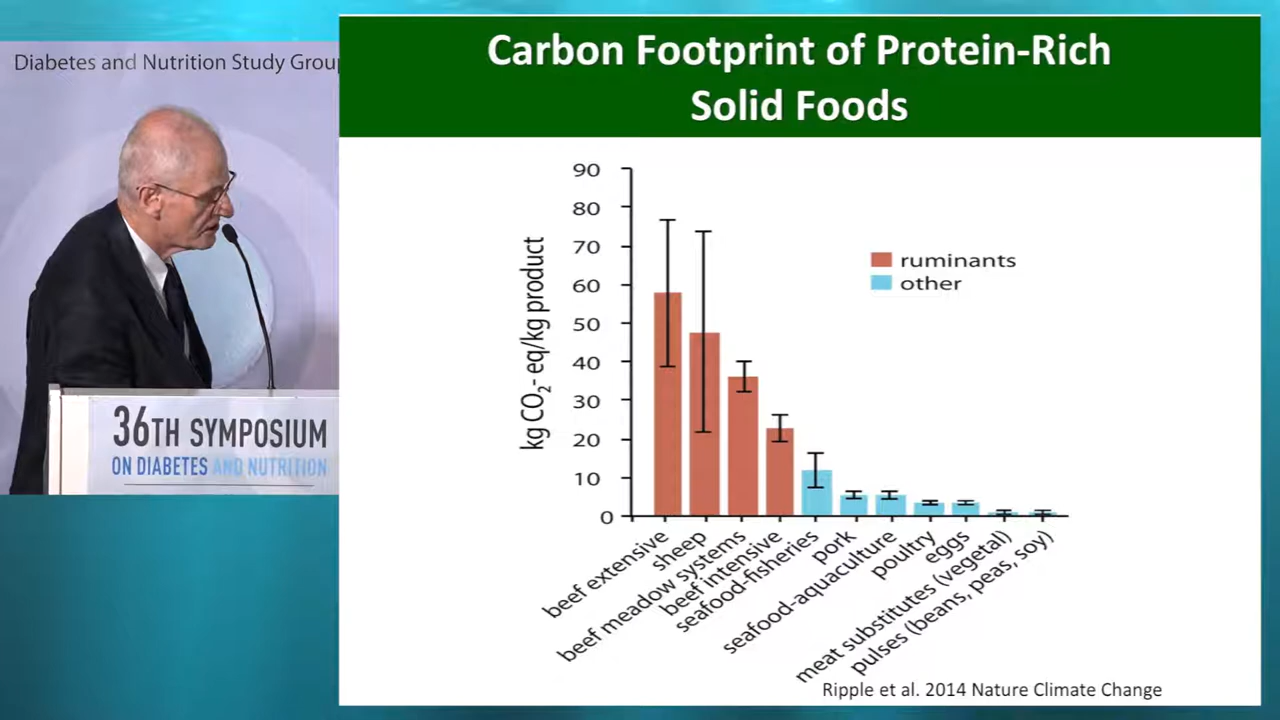 Diabetes and Nutrition Study Group
36TH SYMPOSIUM
ON DIABETES AND NUTRITION
Carbon Footprint of Protein-Rich
Solid Foods
kg CO₂- eq/kg product
90
80
70
60
50
40
30
20
10
0
ruminants
other
beef extensive
sheep
beef meadow systems
beef intensive
seafood-fisheries
pork
seafood-aquaculture
poultry
eggs
meat substitutes (vegetal)
pulses (beans, peas, soy)
Ripple et al. 2014 Nature Climate Change